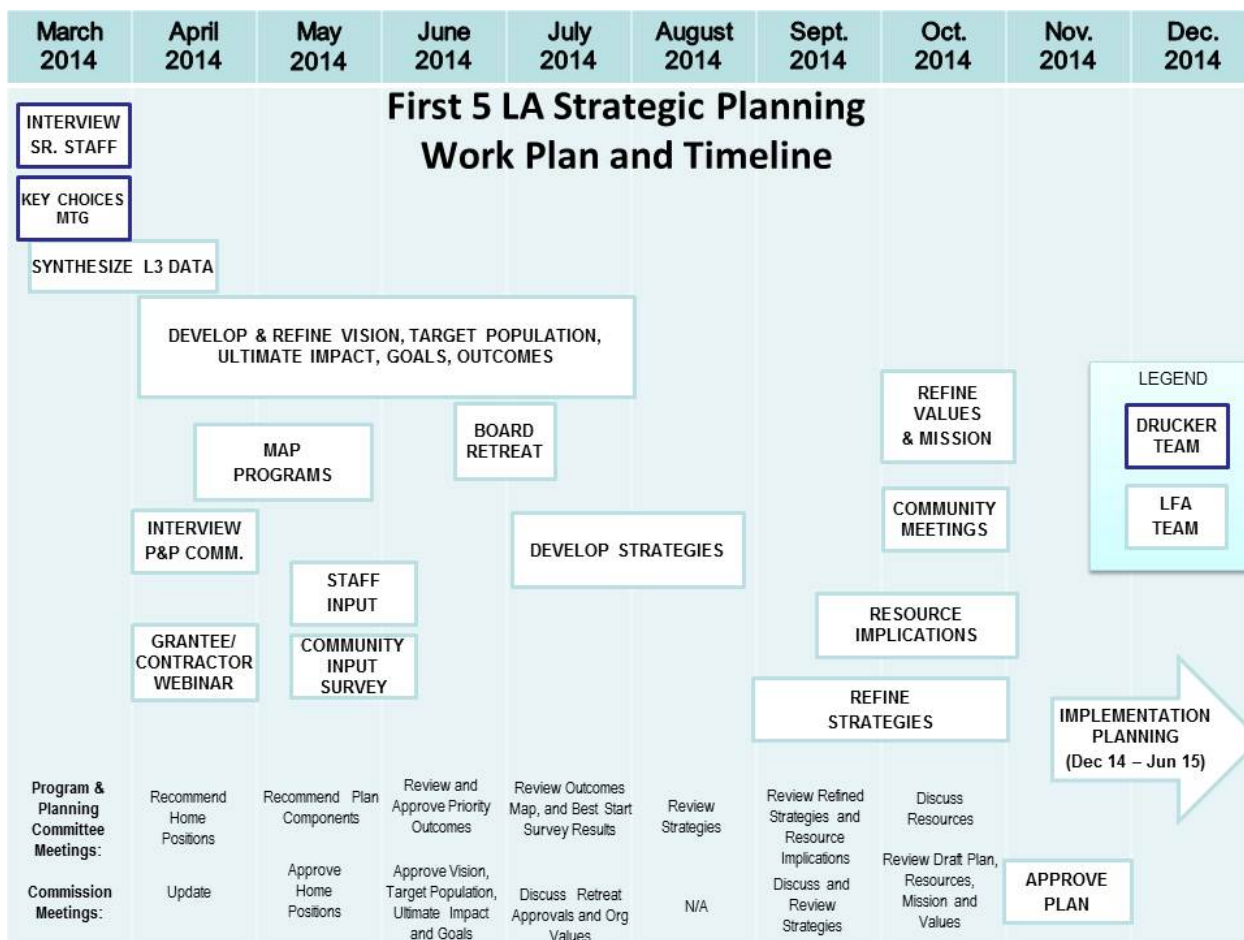 March 2014
April 2014
May 2014
June 2014
July 2014
August 2014
Sept. 2014
Oct. 2014
Nov. 2014
Dec. 2014
First 5 LA Strategic Planning
Work Plan and Timeline
INTERVIEW
SR. STAFF
KEY CHOICES
MTG
SYNTHESIZE L3 DATA
DEVELOP & REFINE VISION, TARGET POPULATION,
ULTIMATE IMPACT, GOALS, OUTCOMES
MAP
PROGRAMS
BOARD
RETREAT
REFINE
VALUES
& MISSION
LEGEND
DRUCKER
TEAM
LFA
TEAM
INTERVIEW
P&P COMM.
DEVELOP STRATEGIES
COMMUNITY
MEETINGS
STAFF
INPUT
RESOURCE
IMPLICATIONS
GRANTEE/
CONTRACTOR
WEBINAR
COMMUNITY
INPUT
SURVEY
REFINE
STRATEGIES
IMPLEMENTATION
PLANNING
(Dec 14 – Jun 15)
Program &
Planning
Committee
Meetings:
Recommend
Home
Positions
Recommend Plan
Components
Review and
Approve Priority
Outcomes
Review Outcomes
Map, and Best Start
Survey Results
Review
Strategies
Review Refined
Strategies and
Resource
Implications
Discuss
Resources
Commission
Meetings:
Update
Approve
Home
Positions
Approve Vision,
Target Population,
Ultimate Impact
and Goals
Discuss Retreat
Approvals and Org
Values
N/A
Discuss and
Review
Strategies
Review Draft Plan,
Resources,
Mission and
Values
APPROVE
PLAN